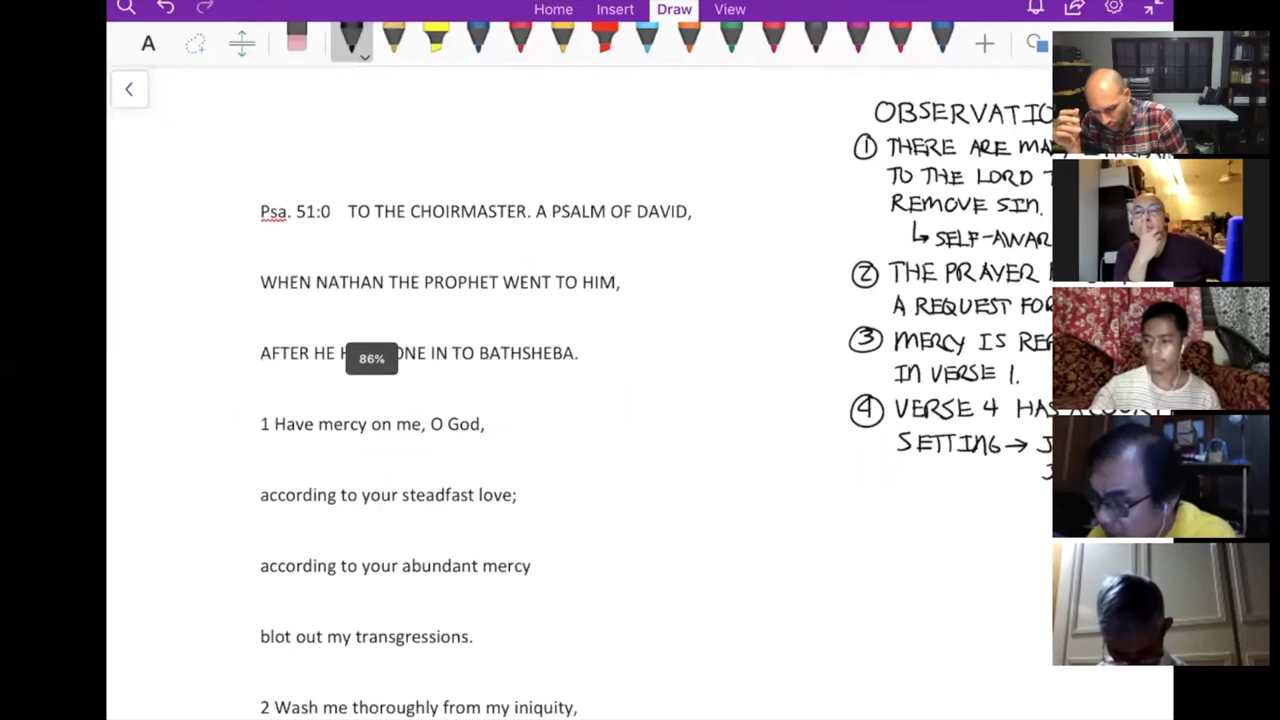 Home Insert Draw View
A
Psa. 51:0 TO THE CHOIRMASTER. A PSALM OF DAVID,
WHEN NATHAN THE PROPHET WENT TO HIM,
AFTER HE ONE IN TO BATHSHEBA.
86%
1 Have mercy on me, O God,
according to your steadfast love;
according to your abundant mercy
blot out my transgressions.
2 Wash me thoroughly from my iniquity,
OBSERVATIO
① THERE ARE MA
TO THE LORD T
REMOVE SIN.
↳ SELF-AWAR
② THE PRAYER
A REQUEST FOR
③ MERCY IS RE
IN VERSE 1.
④ VERSE 4 HAS A COURT
SETTING → J